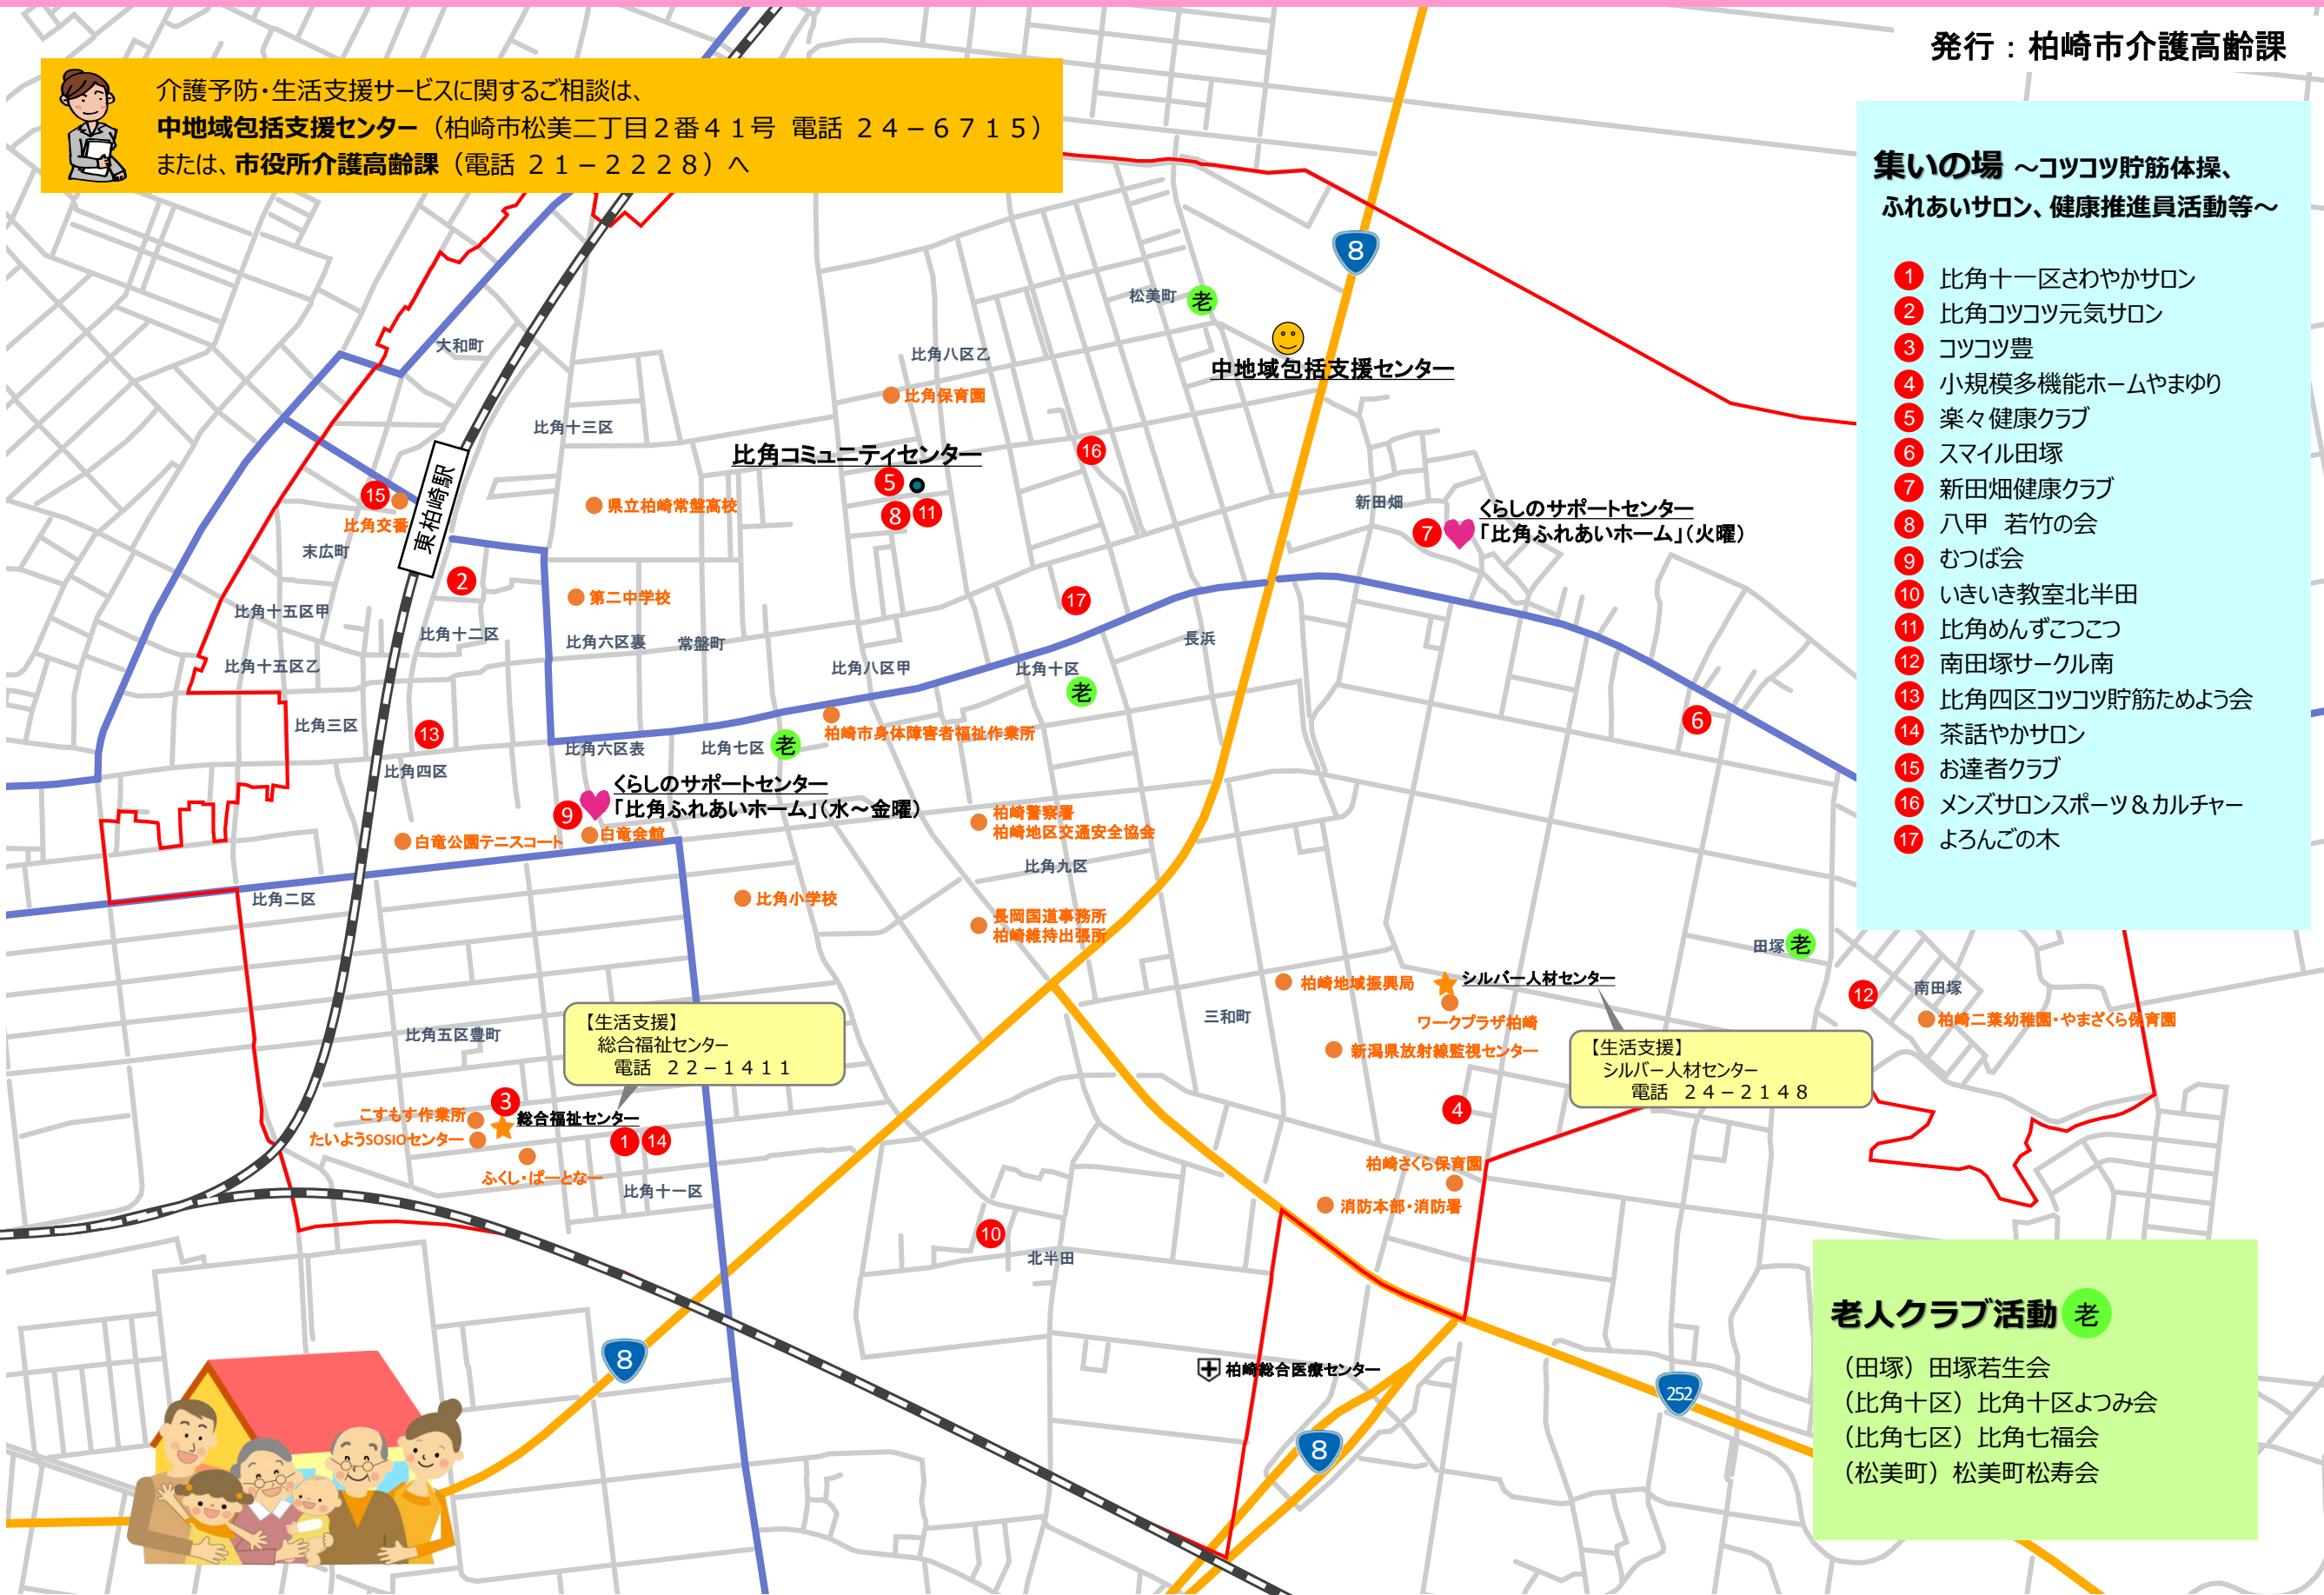 発行：柏崎市介護高齢課
介護予防・生活支援サービスに関するご相談は、
中地域包括支援センター（柏崎市松美二丁目２番４１号 電話 ２４－６７１５）
または、市役所介護高齢課（電話 ２１－２２２８）へ
集いの場 ～コツコツ貯筋体操、
ふれあいサロン、健康推進員活動等～
1 比角十一区さわやかサロン
2 比角コツコツ元気サロン
3 コツコツ豊
4 小規模多機能ホームやまゆり
5 楽々健康クラブ
6 スマイル田塚
7 新田畑健康クラブ
8 八甲 若竹の会
9 むつば会
10 いきいき教室北半田
11 比角めんずこつこつ
12 南田塚サークル南
13 比角四区コツコツ貯筋ためよう会
14 茶話やかサロン
15 お達者クラブ
16 メンズサロンスポーツ＆カルチャー
17 よろんごの木
8
松美町 老
大和町
比角八区乙
中地域包括支援センター
比角保育園
比角十三区
比角コミュニティセンター
16
5
8 11
15
比角交番
東柏崎駅
県立柏崎常盤高校
新田畑
くらしのサポートセンター
7 「比角ふれあいホーム」（火曜）
末広町
2
第二中学校
17
比角十五区甲
比角十二区
比角六区裏
常盤町
長浜
比角十五区乙
比角八区甲
比角十区
老
比角三区
13
6
柏崎市身体障害者福祉作業所
比角六区表
比角七区 老
比角四区
くらしのサポートセンター
9 「比角ふれあいホーム」（水～金曜）
白竜公園テニスコート
白竜会館
柏崎警察署
柏崎地区交通安全協会
比角九区
比角二区
比角小学校
長岡国道事務所
柏崎維持出張所
田塚 老
柏崎地域振興局
シルバー人材センター
12
南田塚
三和町
ワークプラザ柏崎
柏崎二葉幼稚園・やまざくら保育園
比角五区豊町
【生活支援】
総合福祉センター
電話 ２２－１４１１
新潟県放射線監視センター
【生活支援】
シルバー人材センター
電話 ２４－２１４８
3
こすもす作業所
総合福祉センター
4
たいようSOSIOセンター
1 14
ふくし・ぱーとなー
比角十一区
柏崎さくら保育園
消防本部・消防署
10
北半田
8
柏崎総合医療センター
252
8
老人クラブ活動 老
（田塚）田塚若生会
（比角十区）比角十区よつみ会
（比角七区）比角七福会
（松美町）松美町松寿会